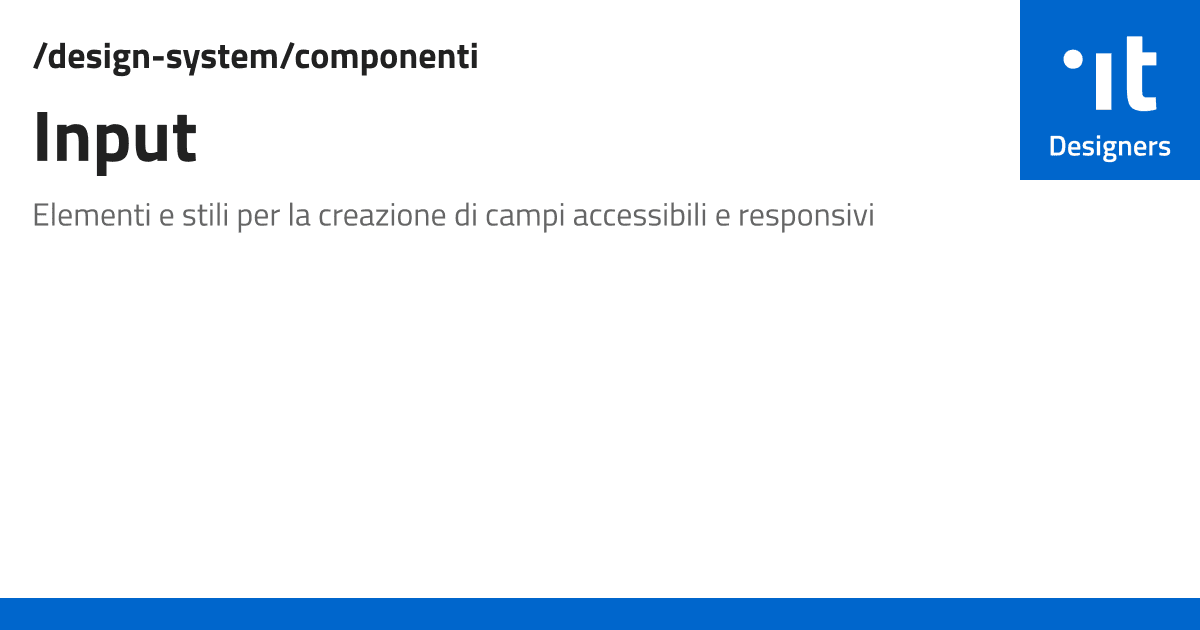 /design-system/componenti
Input
Elementi e stili per la creazione di campi accessibili e responsivi
it
Designers